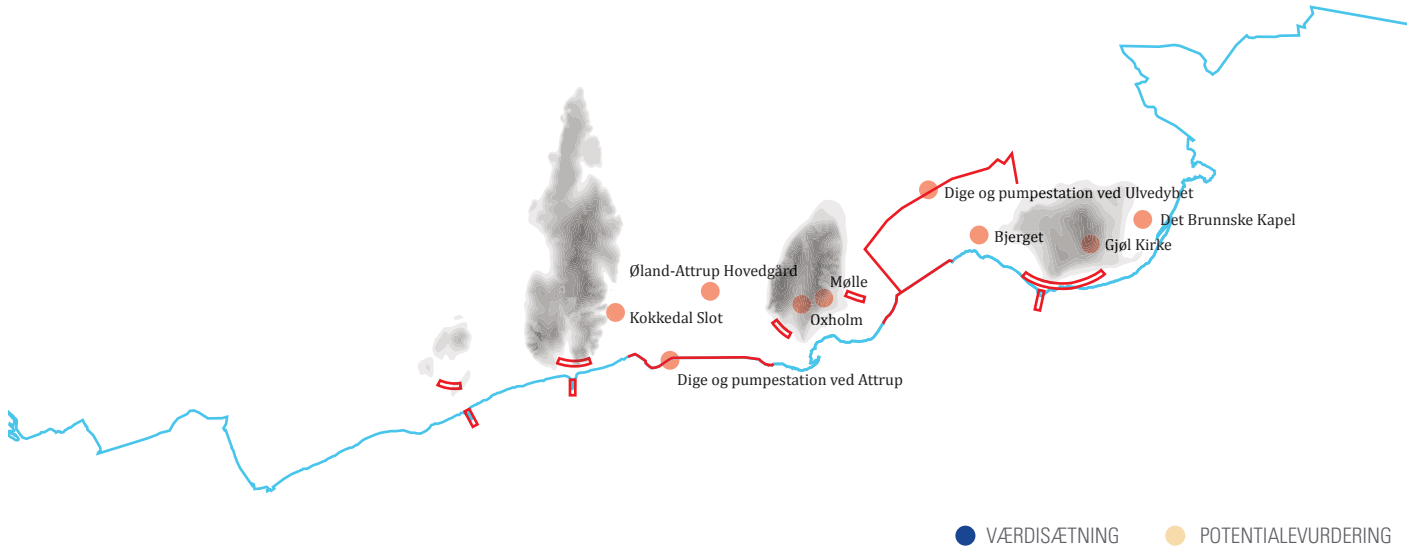 Dige og pumpestation ved Ulvedybet
Det Brunnske Kapel
Bjerget
Gjøl Kirke
Øland-Attrup Hovedgård
Mølle
Kokkedal Slot
Oxholm
Dige og pumpestation ved Attrup
VÆRDISÆTNING
POTENTIALEVURDERING